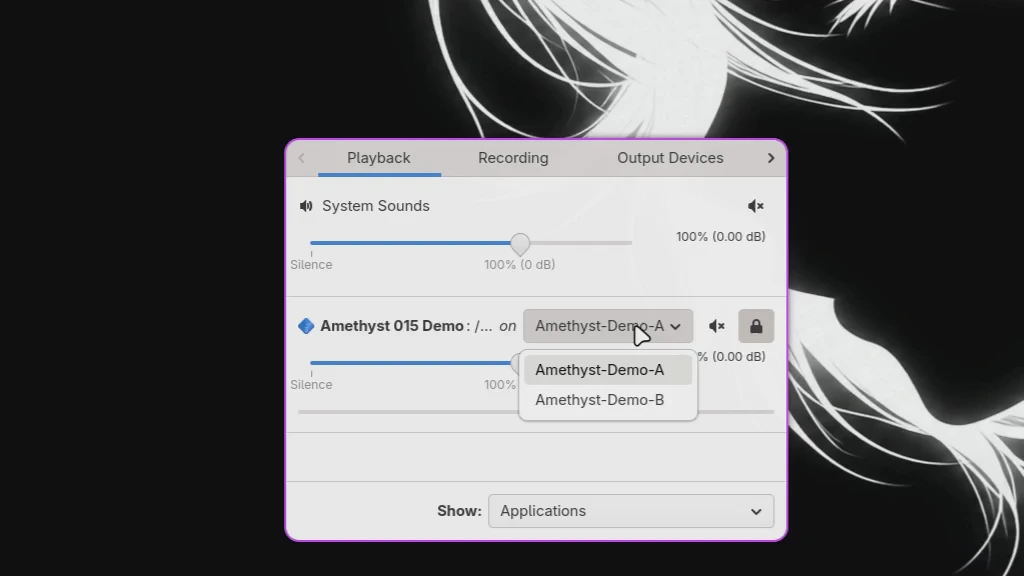 Playback Recording Output Devices
System Sounds
100% (0.00 dB)
Silence 100% (0 dB)
Amethyst 015 Demo : /... on Amethyst-Demo-A
% (0.00 dB)
Amethyst-Demo-A
Silence 100%
Amethyst-Demo-B
Show: Applications